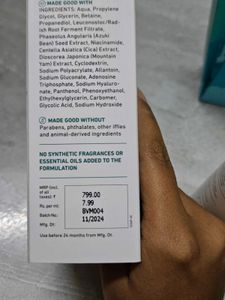 MADE GOOD WITH
INGREDIENTS: Aqua, Propylene
Glycol, Glycerin, Betaine,
Propanediol, Leuconostoc/Rad-
ish Root Ferment Filtrate,
Phaseolus Angularis (Azuki
Bean) Seed Extract, Niacinamide,
Centella Asiatica (Cica) Extract,
Dioscorea Japonica (Mountain
Yam) Extract, Cyclodextrin,
Sodium Polyacrylate, Allantoin,
Sodium Gluconate, Adenosine
Triphosphate, Sodium Hyaluro-
nate, Panthenol, Phenoxyethanol,
Ethylhexylglycerin, Carbomer,
Glycolic Acid, Sodium Hydroxide
MADE GOOD WITHOUT
Parabens, phthalates, other iffies
and animal-derived ingredients
NO SYNTHETIC FRAGRANCES OR
ESSENTIAL OILS ADDED TO THE
FORMULATION
MRP (incl.
of all
taxes): ₹ 799.00
Rs. per ml: 7.99
Batch No.: BVM004
Mfg. Dt.: 11/2024
Use before 24 months from Mfg. Dt.